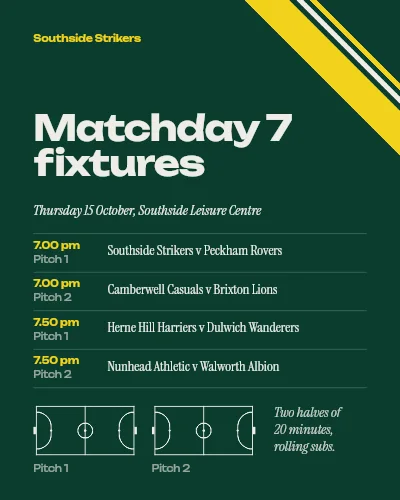 Southside Strikers
Matchday 7
fixtures
Thursday 15 October, Southside Leisure Centre
7.00 pm
Pitch 1
Southside Strikers v Peckham Rovers
7.00 pm
Pitch 2
Camberwell Casuals v Brixton Lions
7.50 pm
Pitch 1
Herne Hill Harriers v Dulwich Wanderers
7.50 pm
Pitch 2
Nunhead Athletic v Walworth Albion
Pitch 1
Pitch 2
Two halves of
20 minutes,
rolling subs.